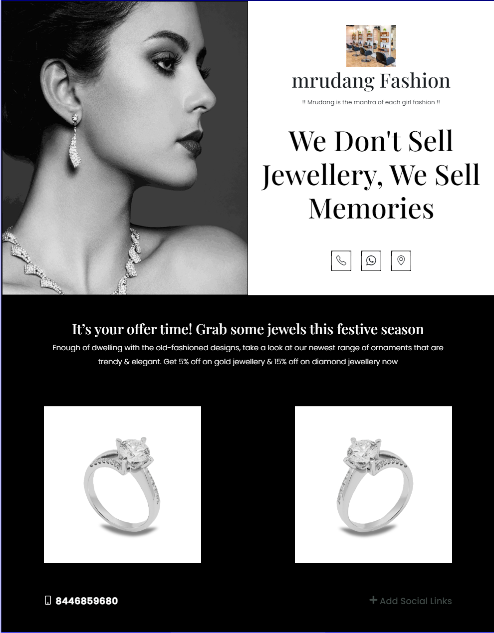 mrudang Fashion
!! Mrudang is the mantra of each girl fashion !!
We Don't Sell
Jewellery, We Sell
Memories
It's your offer time! Grab some jewels this festive season
Enough of dwelling with the old-fashioned designs, take a look at our newest range of ornaments that are
trendy & elegant. Get 5% off on gold jewellery & 15% off on diamond jewellery now
8446859680
+ Add Social Links